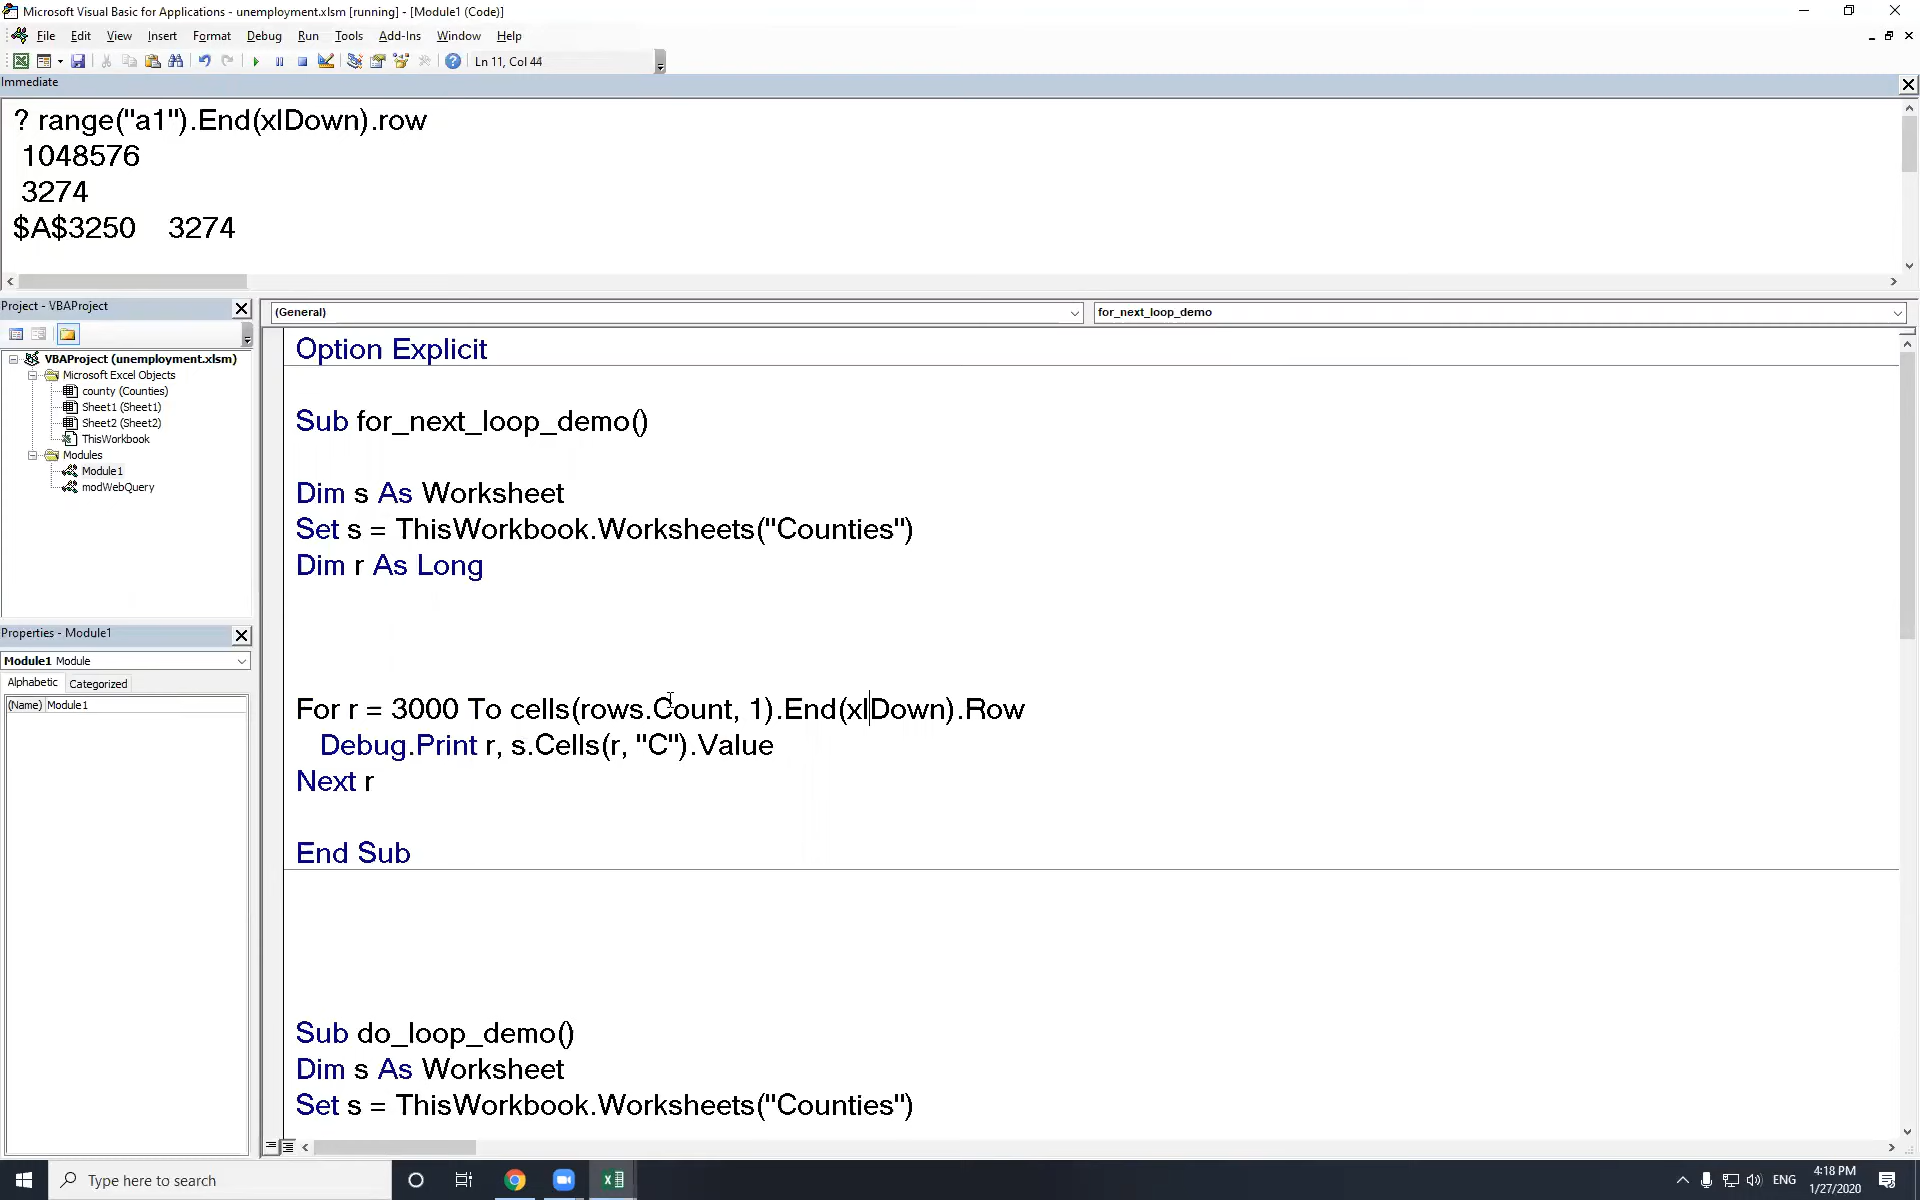 Microsoft Visual Basic for Applications - unemployment.xlsm [running] - [Module1 (Code)]
File Edit View Insert Format Debug Run Tools Add-Ins Window Help
Ln 11, Col 44
Immediate
? range("a1").End(xlDown).row
1048576
3274
$A$3250 3274
Project - VBAProject
VBAProject (unemployment.xlsm)
Microsoft Excel Objects
county (Counties)
Sheet1 (Sheet1)
Sheet2 (Sheet2)
ThisWorkbook
Modules
Module1
modWebQuery
Properties - Module1
Module1 Module
Alphabetic Categorized
(Name) Module1
(General) for_next_loop_demo
Option Explicit
Sub for_next_loop_demo()
Dim s As Worksheet
Set s = ThisWorkbook.Worksheets("Counties")
Dim r As Long
For r = 3000 To cells(rows.Count, 1).End(xlDown).Row
Debug.Print r, s.Cells(r, "C").Value
Next r
End Sub
Sub do_loop_demo()
Dim s As Worksheet
Set s = ThisWorkbook.Worksheets("Counties")
Type here to search
ENG
4:18 PM
1/27/2020